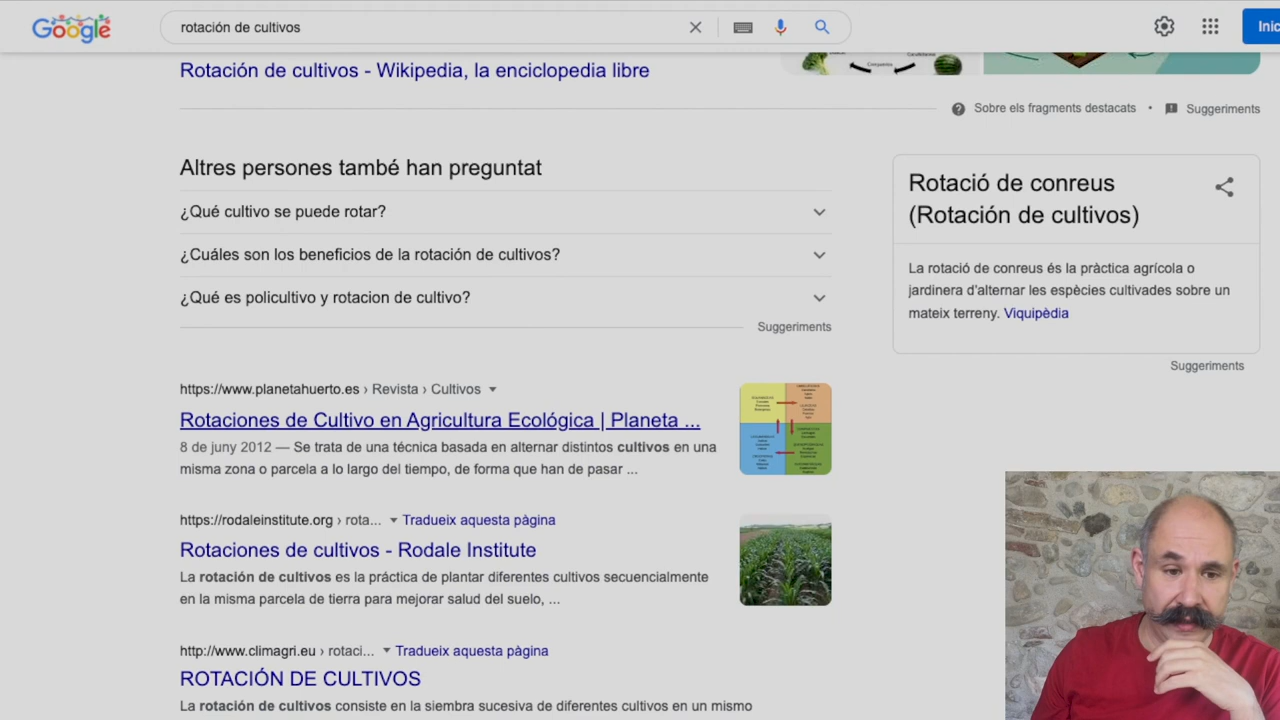 Google
rotación de cultivos
Inic
Rotación de cultivos - Wikipedia, la enciclopedia libre
Sobre els fragments destacats • Suggeriments
Altres persones també han preguntat
¿Qué cultivo se puede rotar?
¿Cuáles son los beneficios de la rotación de cultivos?
¿Qué es policultivo y rotacion de cultivo?
Suggeriments
Rotació de conreus
(Rotación de cultivos)
La rotació de conreus és la pràctica agrícola o
jardinera d'alternar les espècies cultivades sobre un
mateix terreny. Viquipèdia
Suggeriments
https://www.planetahuerto.es › Revista › Cultivos
Rotaciones de Cultivo en Agricultura Ecológica | Planeta ...
8 de juny 2012 — Se trata de una técnica basada en alternar distintos cultivos en una
misma zona o parcela a lo largo del tiempo, de forma que han de pasar ...
https://rodaleinstitute.org › rota... Tradueix aquesta pàgina
Rotaciones de cultivos - Rodale Institute
La rotación de cultivos es la práctica de plantar diferentes cultivos secuencialmente
en la misma parcela de tierra para mejorar salud del suelo, ...
http://www.climagri.eu › rotaci... Tradueix aquesta pàgina
ROTACIÓN DE CULTIVOS
La rotación de cultivos consiste en la siembra sucesiva de diferentes cultivos en un mismo